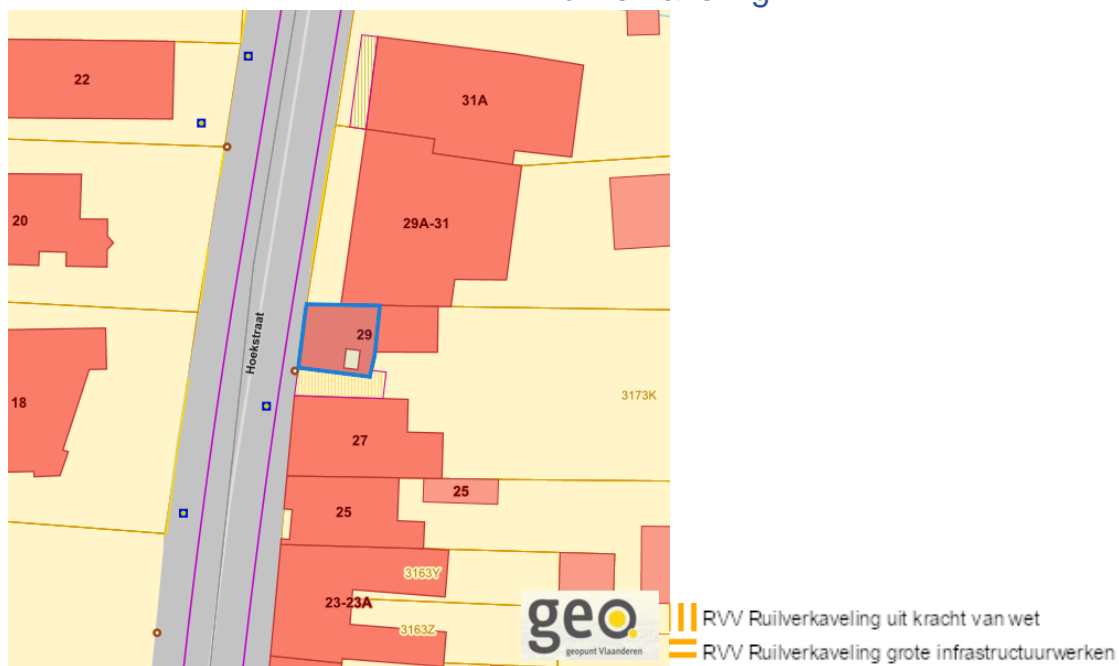 22
31A
20
29A-31
Hoekstraat
29
18
3173K
27
25
25
3163Y
23-23A
3163Z
geo.
geopunt Vlaanderen
RVV Ruilverkaveling uit kracht van wet
RVV Ruilverkaveling grote infrastructuurwerken